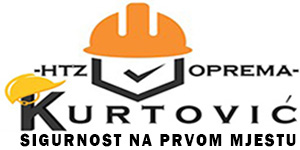 -HTZ OPREMA-
KURTOVIĆ
SIGURNOST NA PRVOM MJESTU